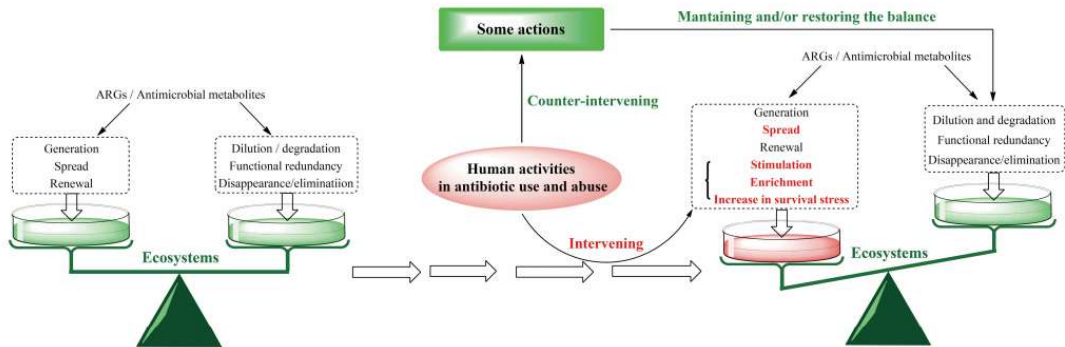 ARGs / Antimicrobial metabolites
Generation
Spread
Renewal
Dilution / degradation
Functional redundancy
Disappearance/eliminatiion
Ecosystems
Some actions
Mantaining and/or restoring the balance
Counter-intervening
Human activities
in antibiotic use and abuse
Intervening
ARGs / Antimicrobial metabolites
Generation
Spread
Renewal
Stimulation
Enrichment
Increase in survival stress
Dilution and degradation
Functional redundancy
Disappearance/elimination
Ecosystems